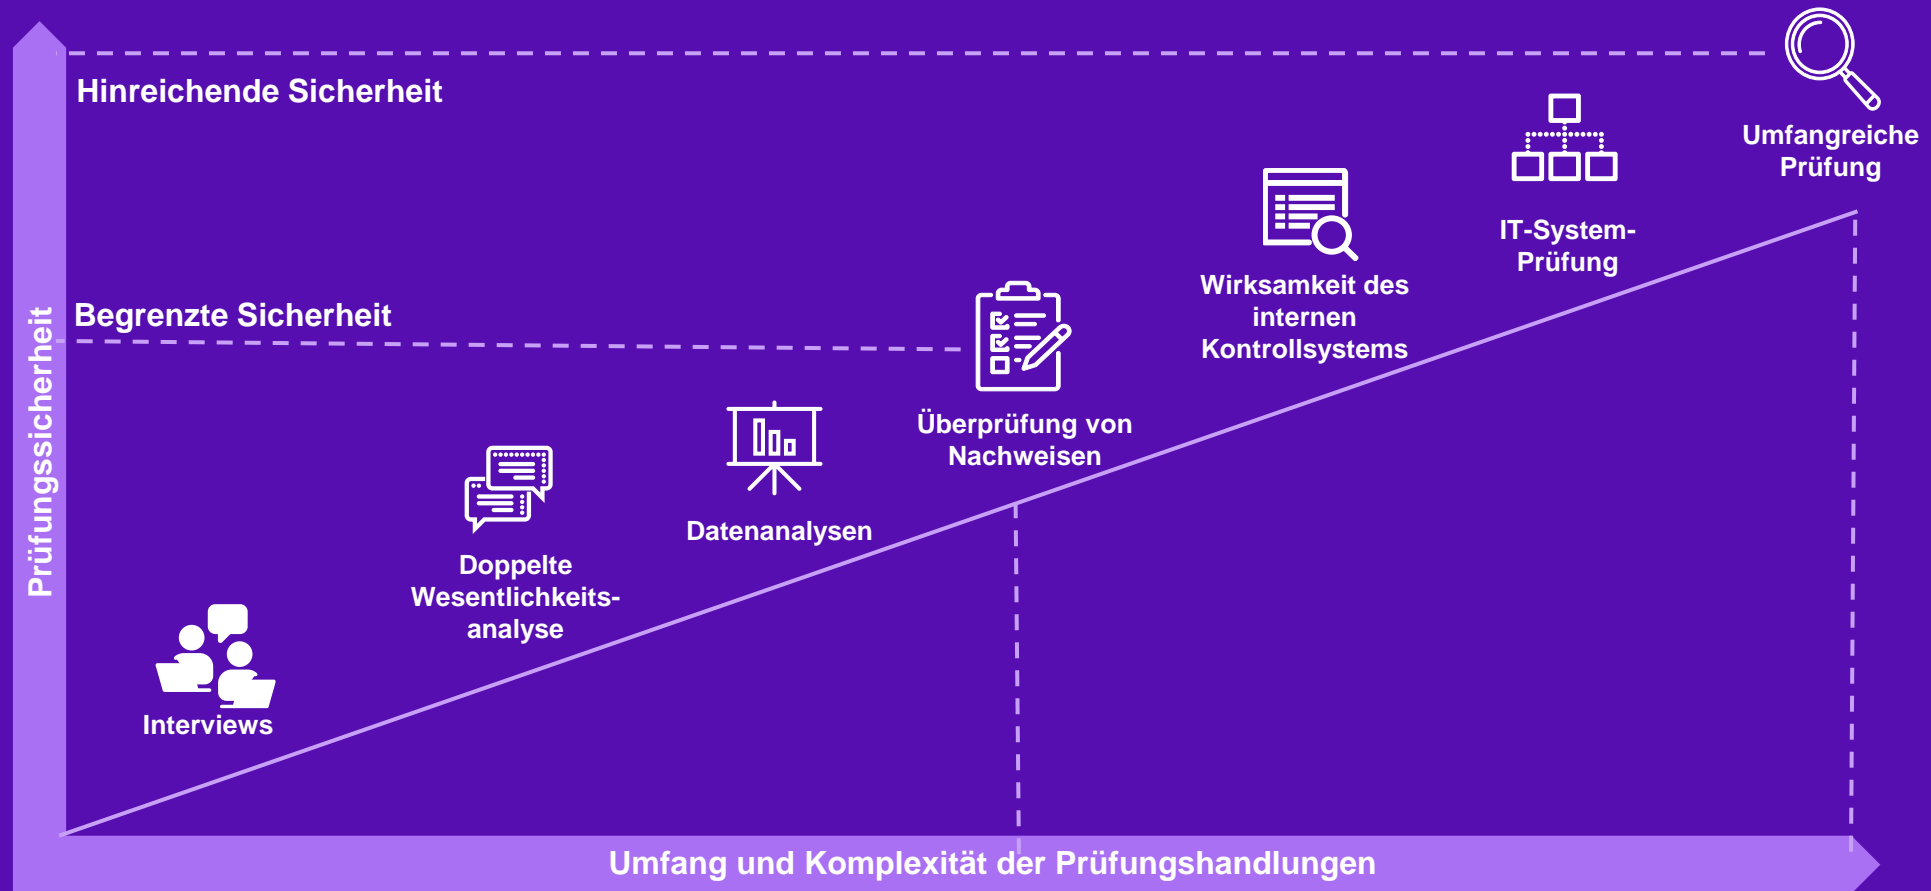 Hinreichende Sicherheit
Umfangreiche
Prüfung
IT-System-
Prüfung
Wirksamkeit des
internen
Kontrollsystems
Begrenzte Sicherheit
Überprüfung von
Nachweisen
Datenanalysen
Doppelte
Wesentlichkeits-
analyse
Interviews
Prüfungssicherheit
Umfang und Komplexität der Prüfungshandlungen